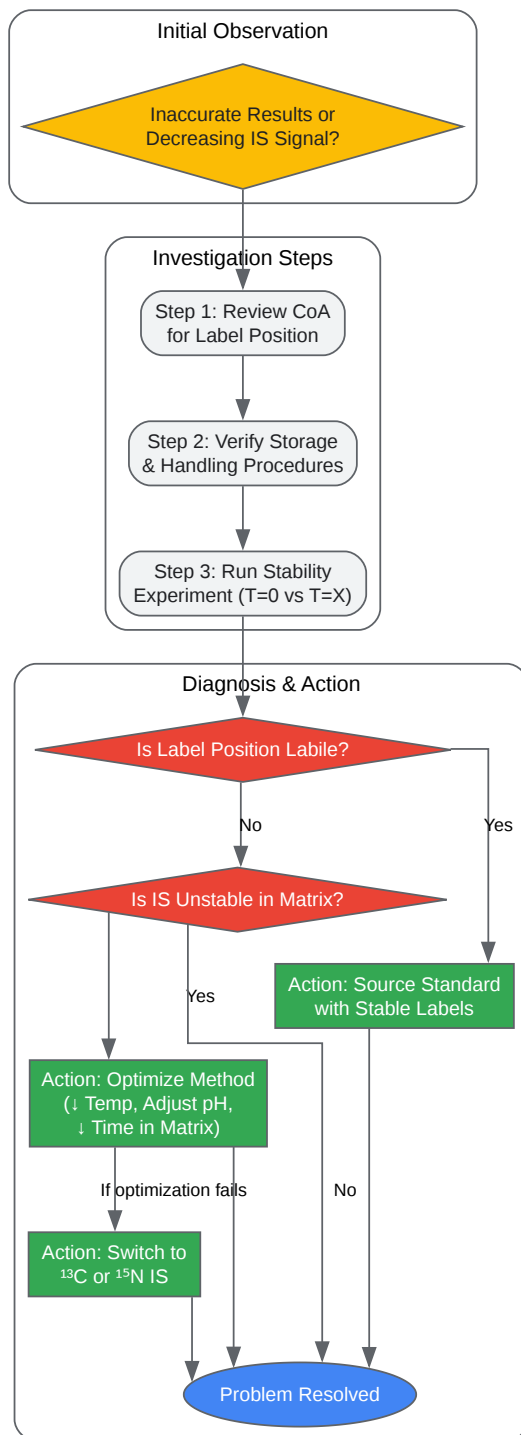 Initial Observation
Inaccurate Results or
Decreasing IS Signal?
Investigation Steps
Step 1: Review CoA
for Label Position
Step 2: Verify Storage
& Handling Procedures
Step 3: Run Stability
Experiment (T=0 vs T=X)
Diagnosis & Action
Is Label Position Labile?
No
Yes
Is IS Unstable in Matrix?
Yes
Action: Source Standard
with Stable Labels
Action: Optimize Method
(↓ Temp, Adjust pH,
↓ Time in Matrix)
If optimization fails
No
Action: Switch to
¹³C or ¹⁵N IS
Problem Resolved